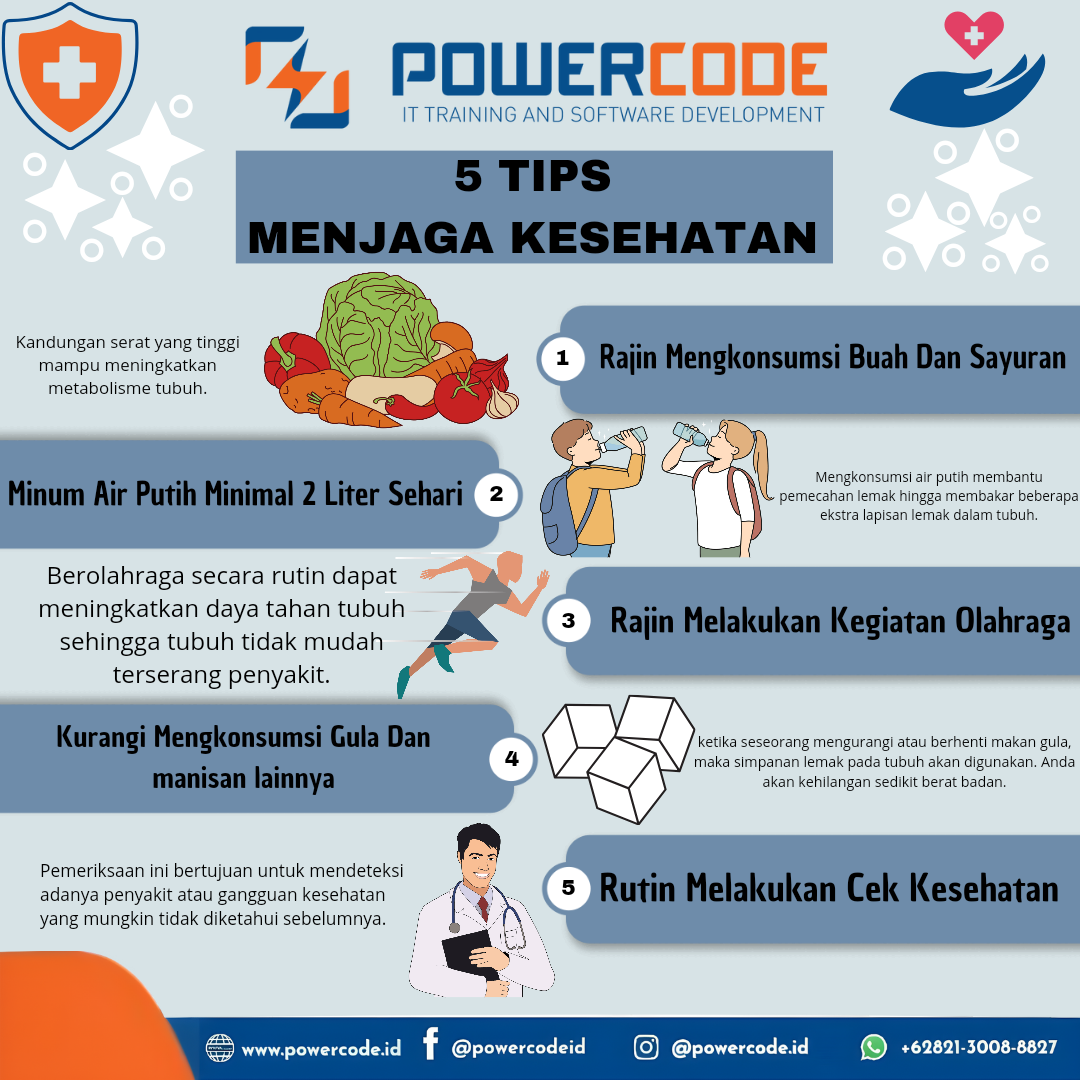 POWERCODE
IT TRAINING AND SOFTWARE DEVELOPMENT
5 TIPS
MENJAGA KESEHATAN
1
Rajin Mengkonsumsi Buah Dan Sayuran
Kandungan serat yang tinggi
mampu meningkatkan
metabolisme tubuh.
Minum Air Putih Minimal 2 Liter Sehari
2
Mengkonsumsi air putih membantu
pemecahan lemak hingga membakar beberapa
ekstra lapisan lemak dalam tubuh.
3
Rajin Melakukan Kegiatan Olahraga
Berolahraga secara rutin dapat
meningkatkan daya tahan tubuh
sehingga tubuh tidak mudah
terserang penyakit.
Kurangi Mengkonsumsi Gula Dan
manisan lainnya
4
ketika seseorang mengurangi atau berhenti makan gula,
maka simpanan lemak pada tubuh akan digunakan. Anda
akan kehilangan sedikit berat badan.
5
Rutin Melakukan Cek Kesehatan
Pemeriksaan ini bertujuan untuk mendeteksi
adanya penyakit atau gangguan kesehatan
yang mungkin tidak diketahui sebelumnya.
www.powercode.id @powercodeid @powercode.id +62821-3008-8827